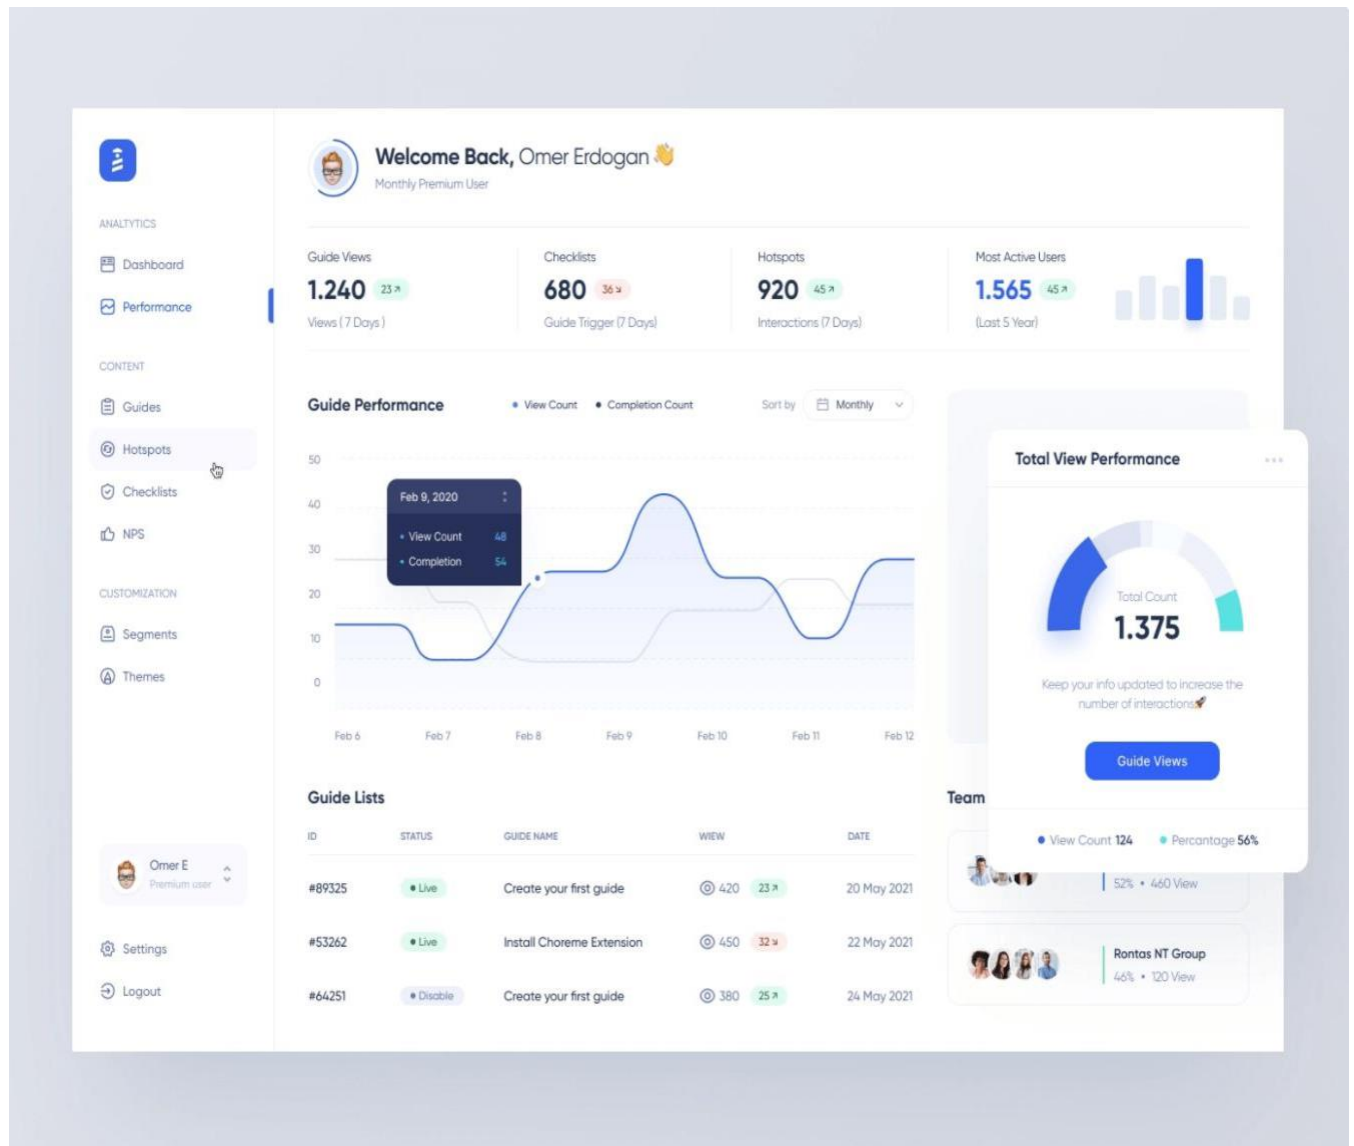 Welcome Back, Omer Erdogan 👋
Monthly Premium User
ANALTYTICS
Dashboard
Performance
CONTENT
Guides
Hotspots
Checklists
NPS
CUSTOMIZATION
Segments
Themes
Omer E
Premium user
Settings
Logout
Guide Views
1.240 23
Views ( 7 Days )
Checklists
680 36
Guide Trigger (7 Days)
Hotspots
920 45
Interactions (7 Days)
Most Active Users
1.565 45
(Last 5 Year)
Guide Performance
View Count Completion Count
Sort by Monthly
50
40
30
20
10
0
Feb 9, 2020
View Count 48
Completion 54
Feb 6 Feb 7 Feb 8 Feb 9 Feb 10 Feb 11 Feb 12
Total View Performance
Total Count
1.375
Keep your info updated to increase the
number of interactions🚀
Guide Views
View Count 124 Percantage 56%
Guide Lists
ID STATUS GUIDE NAME WIEW DATE
#89325 Live Create your first guide 420 23 20 May 2021
#53262 Live Install Choreme Extension 450 32 22 May 2021
#64251 Disable Create your first guide 380 25 24 May 2021
Team
52% • 460 View
Rontas NT Group
46% • 120 View